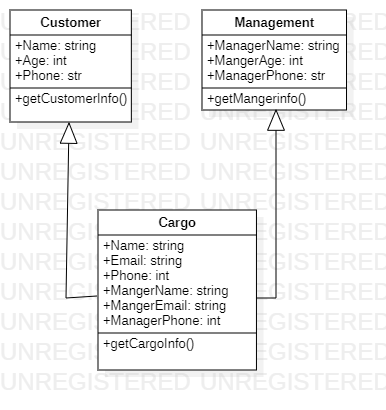 Customer
+Name: string
+Age: int
+Phone: str
+getCustomerInfo()
Management
+ManagerName: string
+MangerAge: int
+ManagerPhone: str
+getMangerinfo()
Cargo
+Name: string
+Email: string
+Phone: int
+MangerName: string
+MangerEmail: string
+ManagerPhone: int
+getCargoInfo()
UNREGISTERED